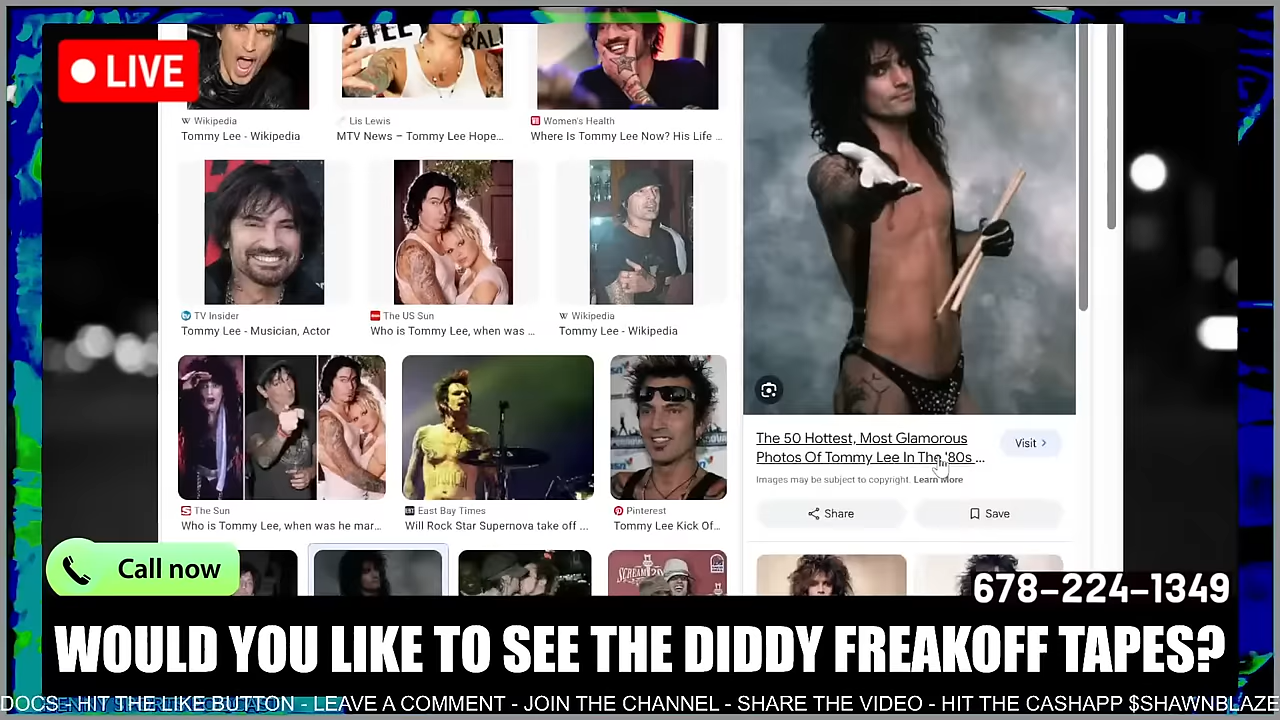 LIVE
W Wikipedia
Tommy Lee - Wikipedia
Lis Lewis
MTV News – Tommy Lee Hope...
Women's Health
Where Is Tommy Lee Now? His Life ...
TV Insider
Tommy Lee - Musician, Actor
The US Sun
Who is Tommy Lee, when was ...
W Wikipedia
Tommy Lee - Wikipedia
The Sun
Who is Tommy Lee, when was he mar...
East Bay Times
Will Rock Star Supernova take off ...
Pinterest
Tommy Lee Kick Of...
The 50 Hottest, Most Glamorous
Photos Of Tommy Lee In The '80s ...
Visit
Images may be subject to copyright. Learn More
Share
Save
SCREAM
Call now
678-224-1349
WOULD YOU LIKE TO SEE THE DIDDY FREAKOFF TAPES?
DOCS - HIT THE LIKE BUTTON - LEAVE A COMMENT - JOIN THE CHANNEL - SHARE THE VIDEO - HIT THE CASHAPP $SHAWNBLAZE